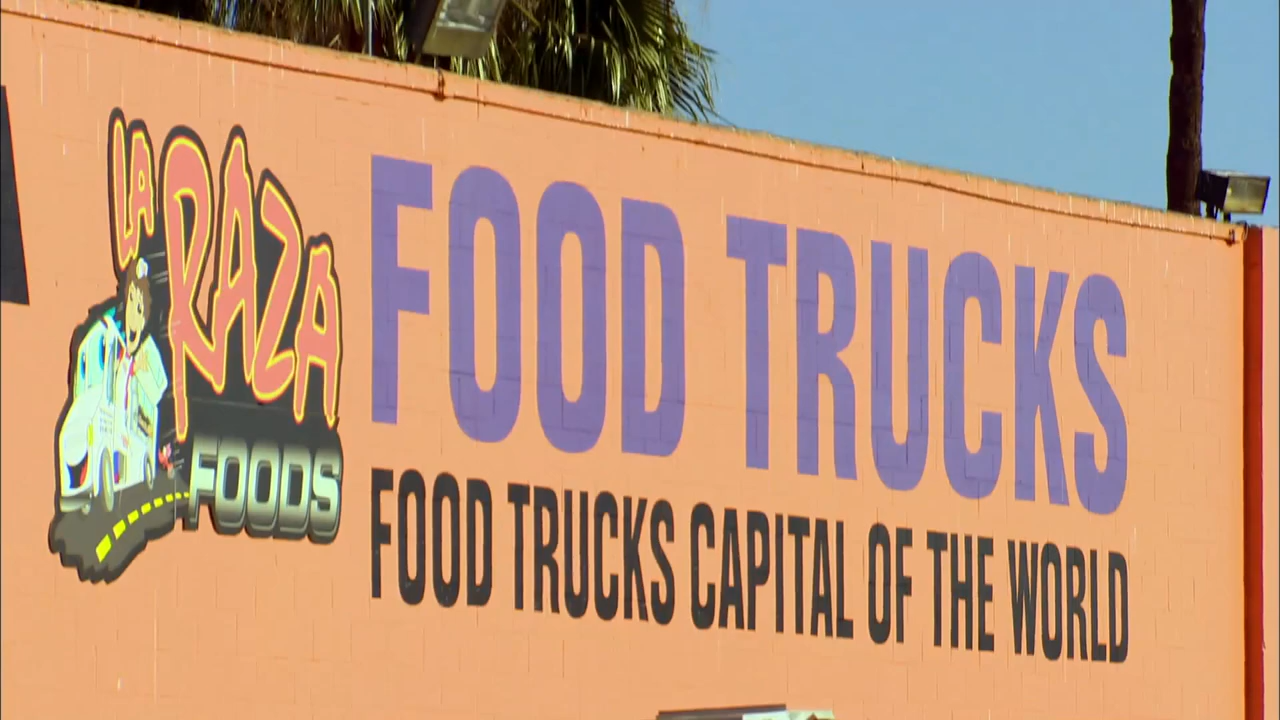 LA
RAZA
FOODS
FOOD TRUCKS
FOOD TRUCKS CAPITAL OF THE WORLD